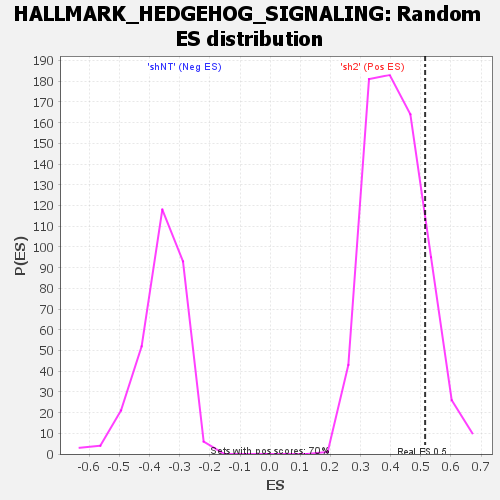 HALLMARK_HEDGEHOG_SIGNALING: Random
ES distribution
'shNT' (Neg ES)
'sh2' (Pos ES)
190
180
170
160
150
140
130
120
110
100
90
80
70
60
50
40
30
20
10
0
P(ES)
Sets with pos scores: 70%
Real ES 0.5
-0.6 -0.5 -0.4 -0.3 -0.2 -0.1 0.0 0.1 0.2 0.3 0.4 0.5 0.6 0.7
ES